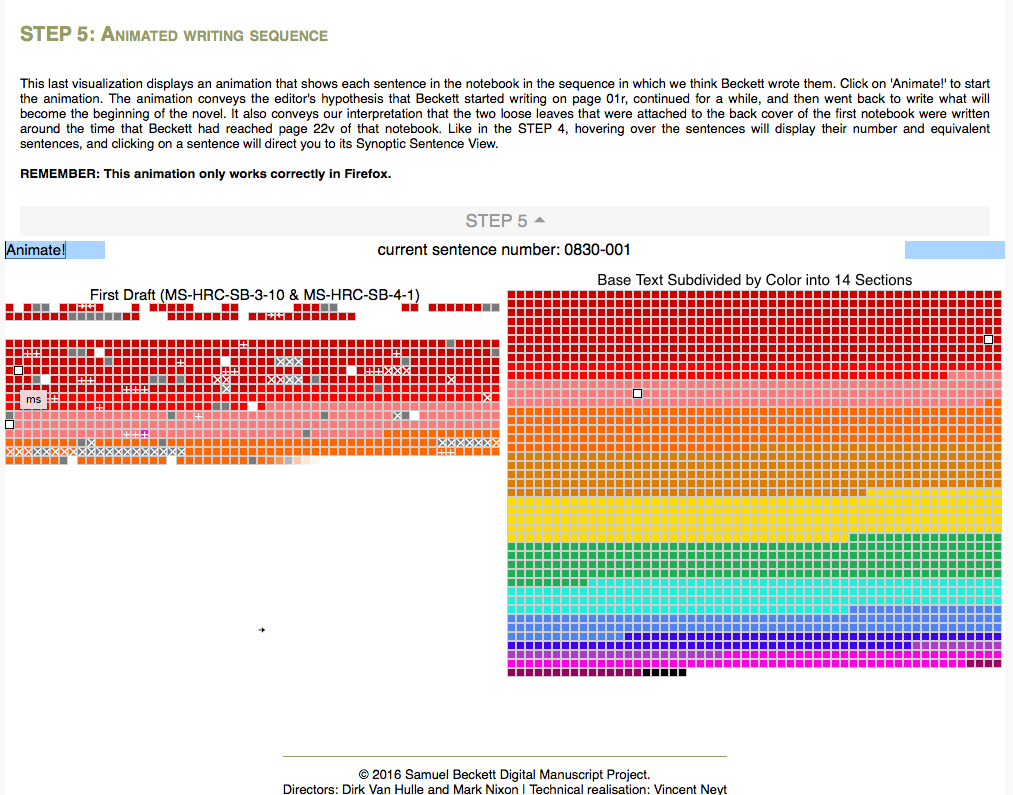 STEP 5: Animated writing sequence
This last visualization displays an animation that shows each sentence in the notebook in the sequence in which we think Beckett wrote them. Click on 'Animate!' to start
the animation. The animation conveys the editor's hypothesis that Beckett started writing on page 01r, continued for a while, and then went back to write what will
become the beginning of the novel. It also conveys our interpretation that the two loose leaves that were attached to the back cover of the first notebook were written
around the time that Beckett had reached page 22v of that notebook. Like in the STEP 4, hovering over the sentences will display their number and equivalent
sentences, and clicking on a sentence will direct you to its Synoptic Sentence View.
REMEMBER: This animation only works correctly in Firefox.
STEP 5
Animate!
current sentence number: 0830-001
First Draft (MS-HRC-SB-3-10 & MS-HRC-SB-4-1)
Base Text Subdivided by Color into 14 Sections
ms
© 2016 Samuel Beckett Digital Manuscript Project.
Directors: Dirk Van Hulle and Mark Nixon | Technical realisation: Vincent Neyt